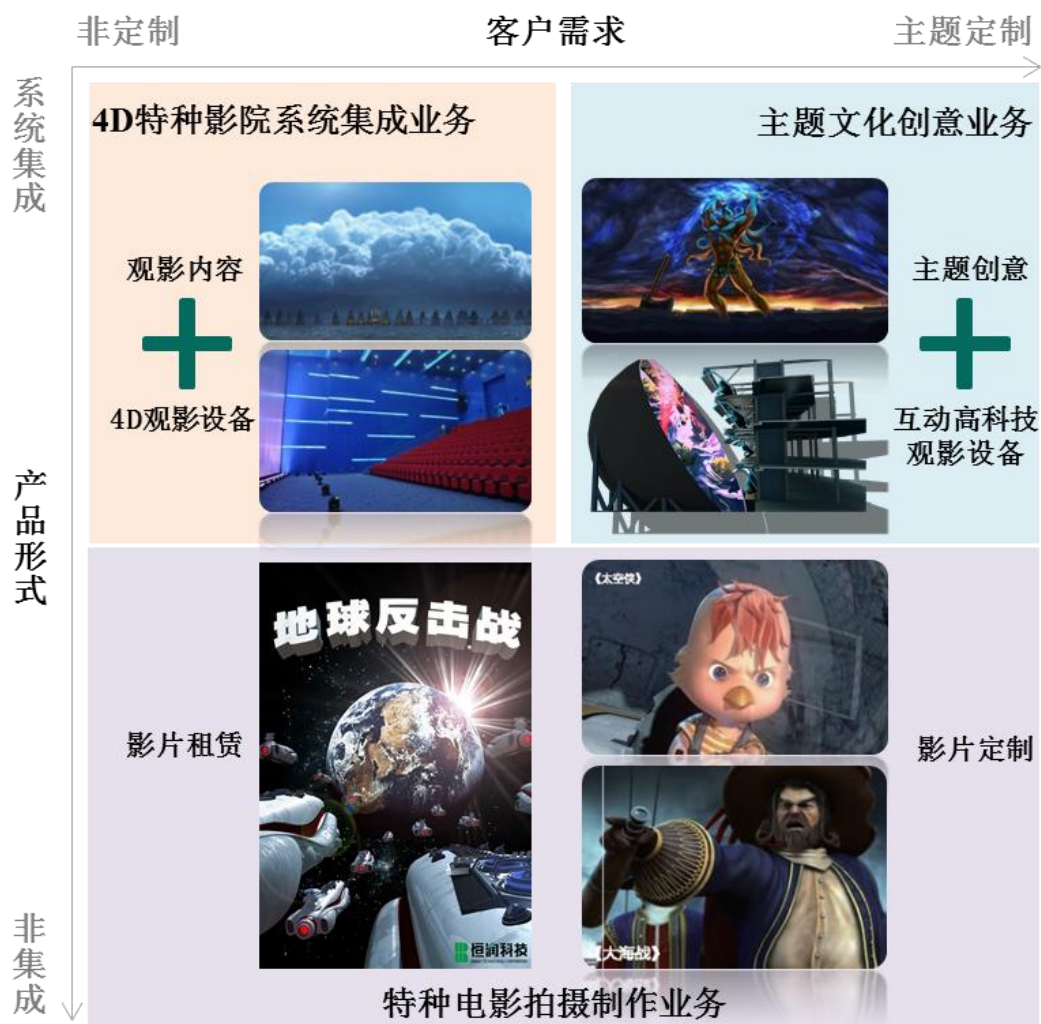 非定制
客户需求
主题定制
系统集成
产品形式
非集成
4D特种影院系统集成业务
观影内容
4D观影设备
主题文化创意业务
主题创意
互动高科技
观影设备
影片租赁
地球反击战
恒润科技
《太空侠》
《大海战》
影片定制
特种电影拍摄制作业务